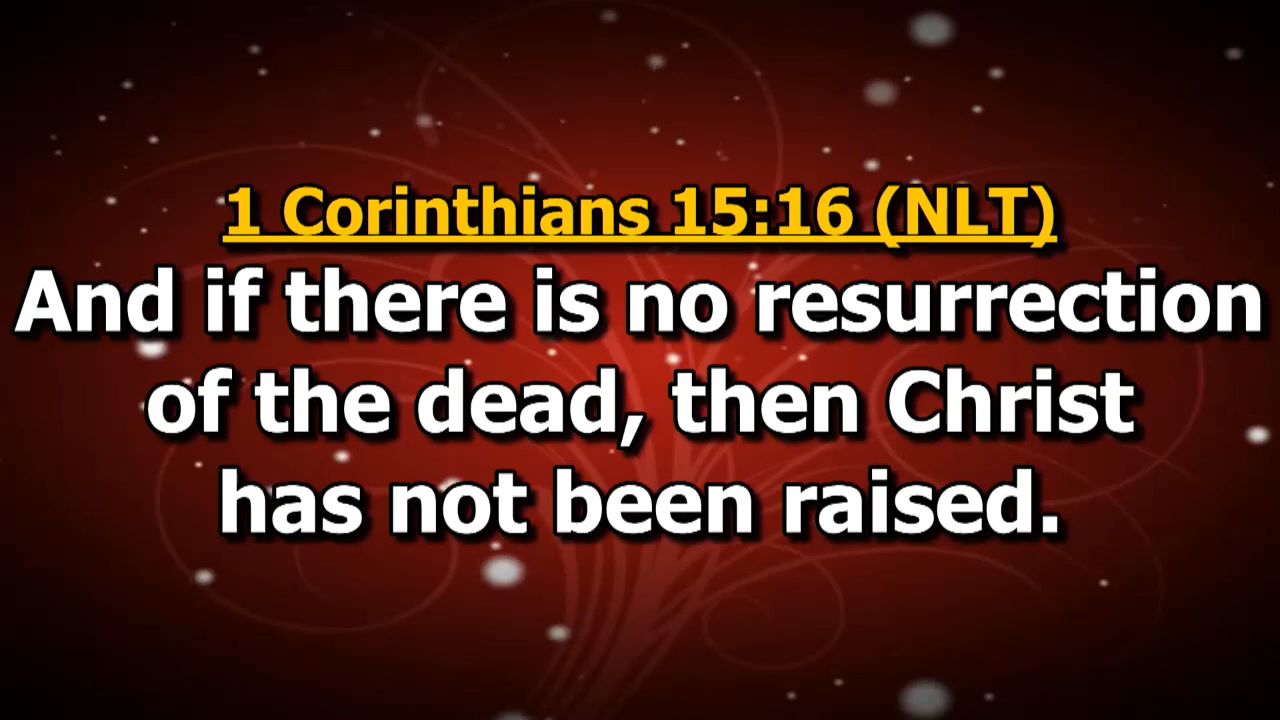 1 Corinthians 15:16 (NLT)
And if there is no resurrection
of the dead, then Christ
has not been raised.